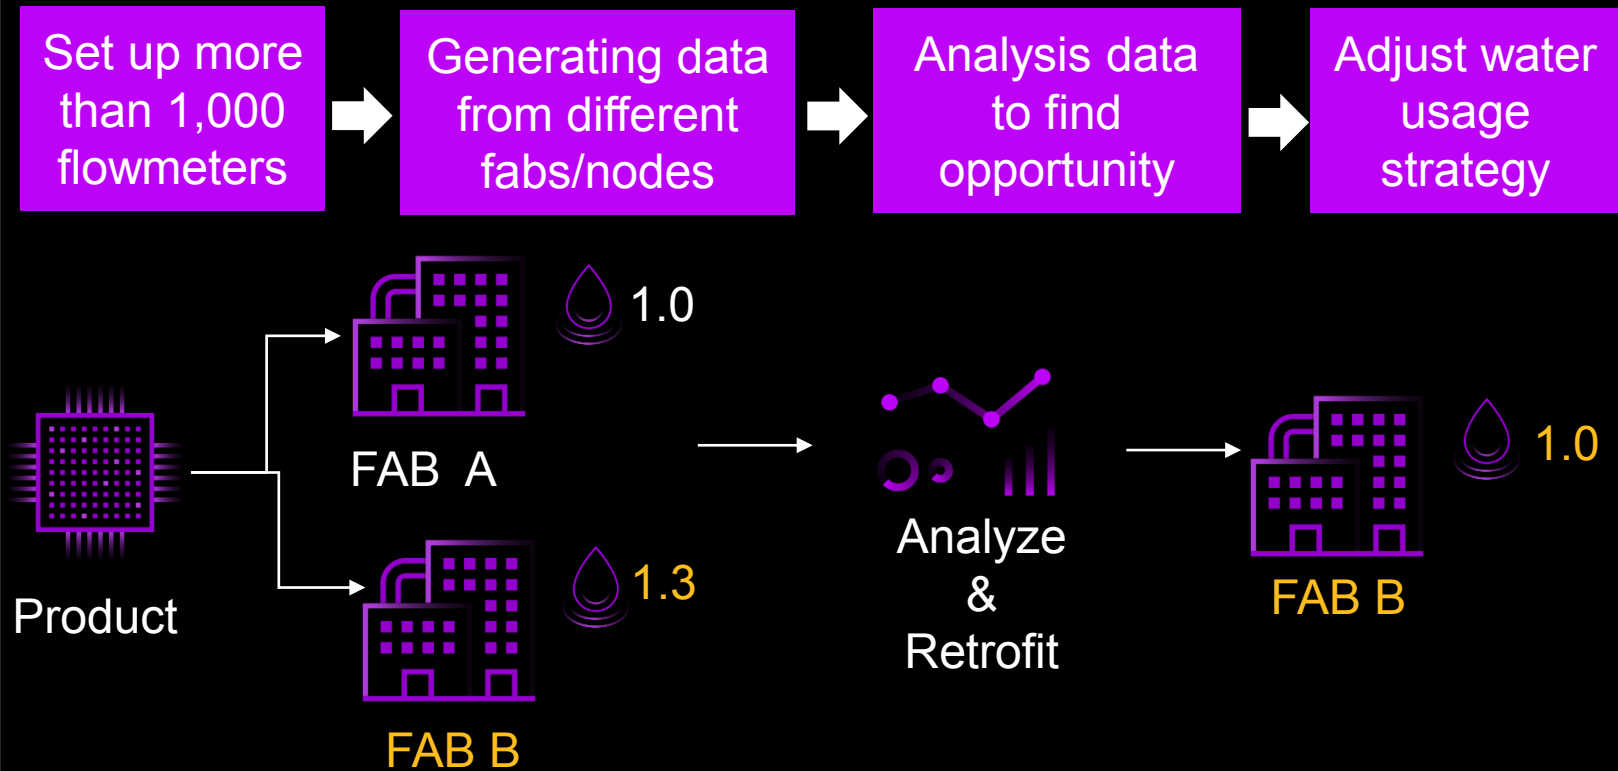 Set up more
than 1,000
flowmeters
Generating data
from different
fabs/nodes
Analysis data
to find
opportunity
Adjust water
usage
strategy
1.0
FAB A
Product
1.3
FAB B
Analyze
&
Retrofit
1.0
FAB B